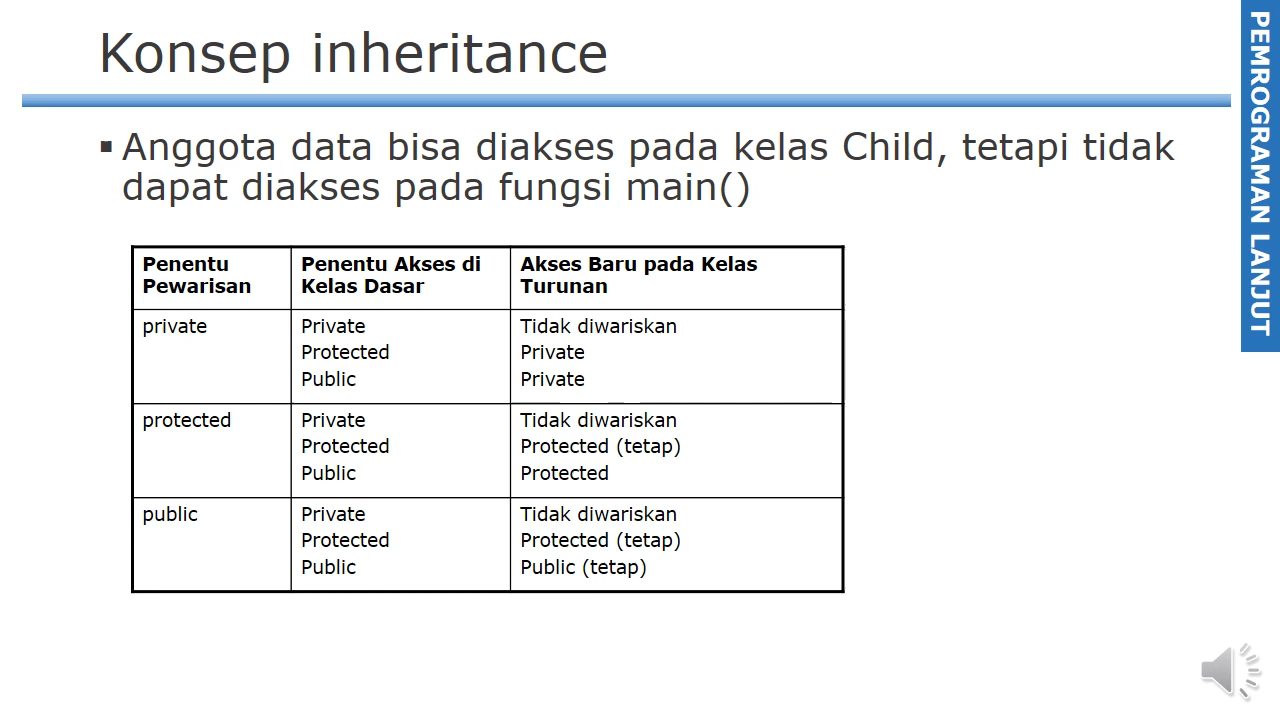 Konsep inheritance
PEMROGRAMAN LANJUT
▪ Anggota data bisa diakses pada kelas Child, tetapi tidak
dapat diakses pada fungsi main()
Penentu Pewarisan | Penentu Akses di Kelas Dasar | Akses Baru pada Kelas Turunan
private | Private | Tidak diwariskan
Protected | Private
Public | Private
protected | Private | Tidak diwariskan
Protected | Protected (tetap)
Public | Protected
public | Private | Tidak diwariskan
Protected | Protected (tetap)
Public | Public (tetap)